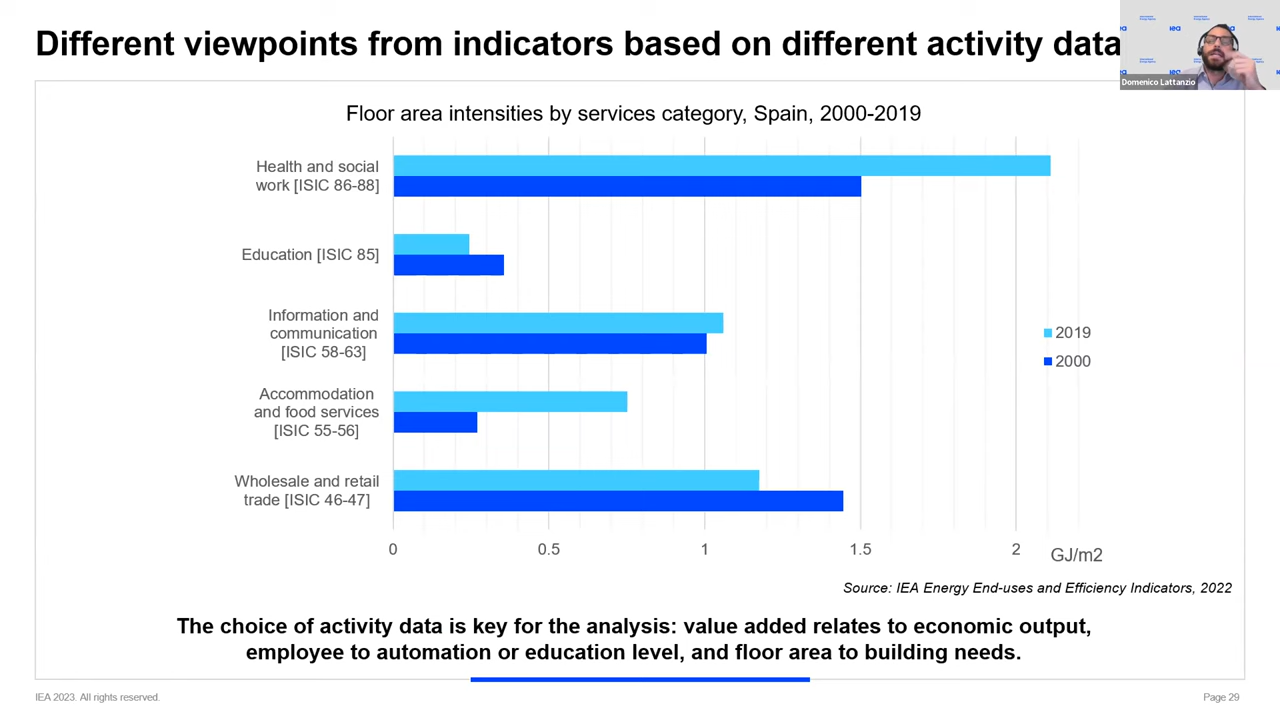 Different viewpoints from indicators based on different activity data
iea
Domenico Lattanzio
Floor area intensities by services category, Spain, 2000-2019
Health and social
work [ISIC 86-88]
Education [ISIC 85]
Information and
communication
[ISIC 58-63]
Accommodation
and food services
[ISIC 55-56]
Wholesale and retail
trade [ISIC 46-47]
2019
2000
0
0.5
1
1.5
2
GJ/m2
Source: IEA Energy End-uses and Efficiency Indicators, 2022
The choice of activity data is key for the analysis: value added relates to economic output,
employee to automation or education level, and floor area to building needs.
IEA 2023. All rights reserved.
Page 29